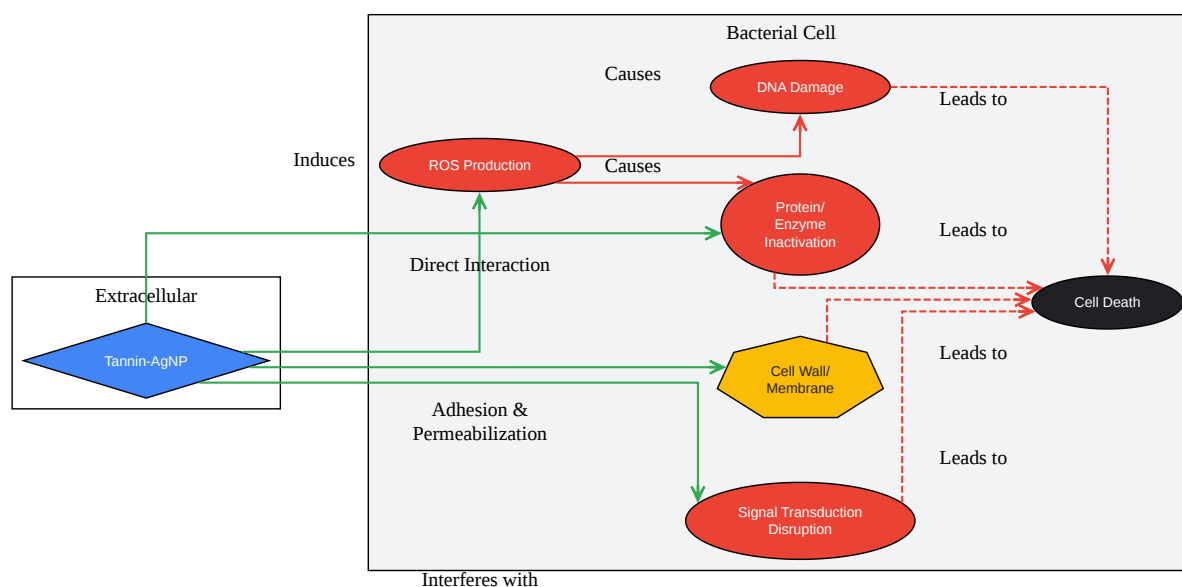 Bacterial Cell
Causes
DNA Damage
Leads to
Induces
ROS Production
Causes
Protein/
Enzyme
Inactivation
Leads to
Direct Interaction
Extracellular
Cell Death
Tannin-AgNP
Leads to
Cell Wall/
Membrane
Adhesion &
Permeabilization
Leads to
Signal Transduction
Disruption
Interferes with